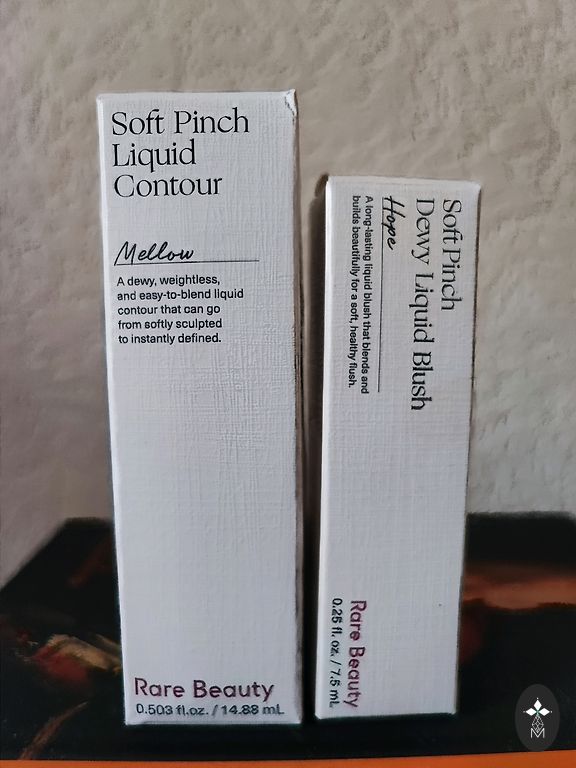 Soft Pinch
Liquid
Contour
Mellow
A dewy, weightless,
and easy-to-blend liquid
contour that can go
from softly sculpted
to instantly defined.
Rare Beauty
0.503 fl.oz. / 14.88 mL
Soft Pinch
Dewy Liquid Blush
Hope
A long-lasting liquid blush that blends and
builds beautifully for a soft, healthy flush.
Rare Beauty
0.25 fl. oz. / 7.5 mL
M